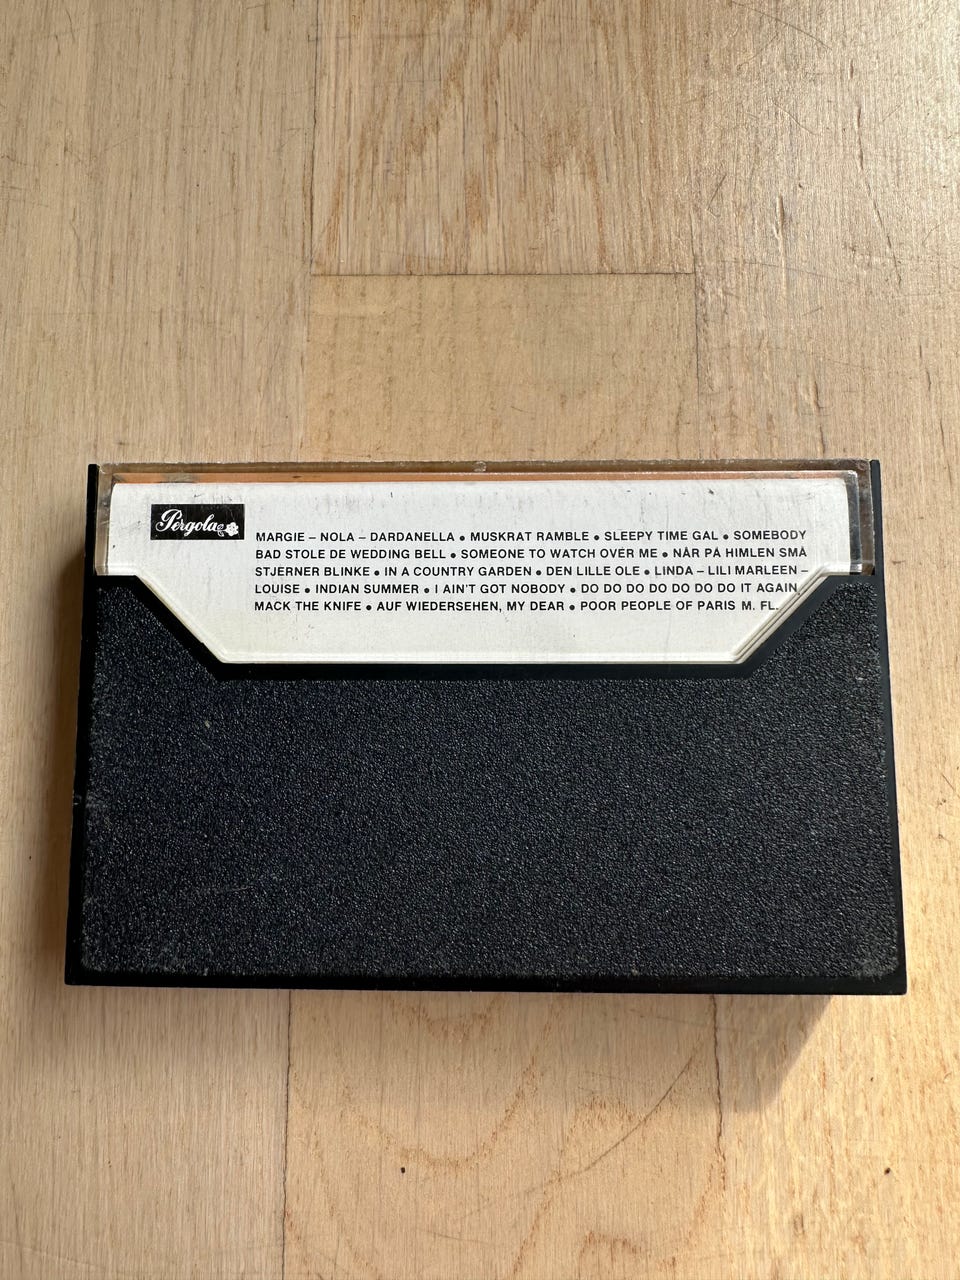 Pergola
MARGIE – NOLA – DARDANELLA • MUSKRAT RAMBLE • SLEEPY TIME GAL • SOMEBODY
BAD STOLE DE WEDDING BELL • SOMEONE TO WATCH OVER ME • NÅR PÅ HIMLEN SMÅ
STJERNER BLINKE • IN A COUNTRY GARDEN • DEN LILLE OLE • LINDA – LILI MARLEEN –
LOUISE • INDIAN SUMMER • I AIN'T GOT NOBODY • DO DO DO DO DO DO DO IT AGAIN,
MACK THE KNIFE • AUF WIEDERSEHEN, MY DEAR • POOR PEOPLE OF PARIS M. FL.